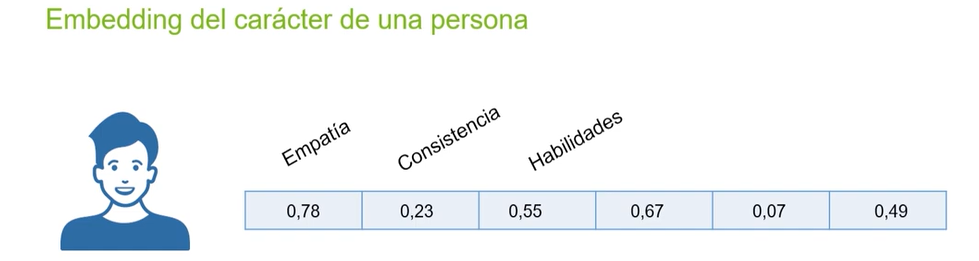 Embedding del carácter de una persona
Empatía Consistencia Habilidades
0,78 0,23 0,55 0,67 0,07 0,49